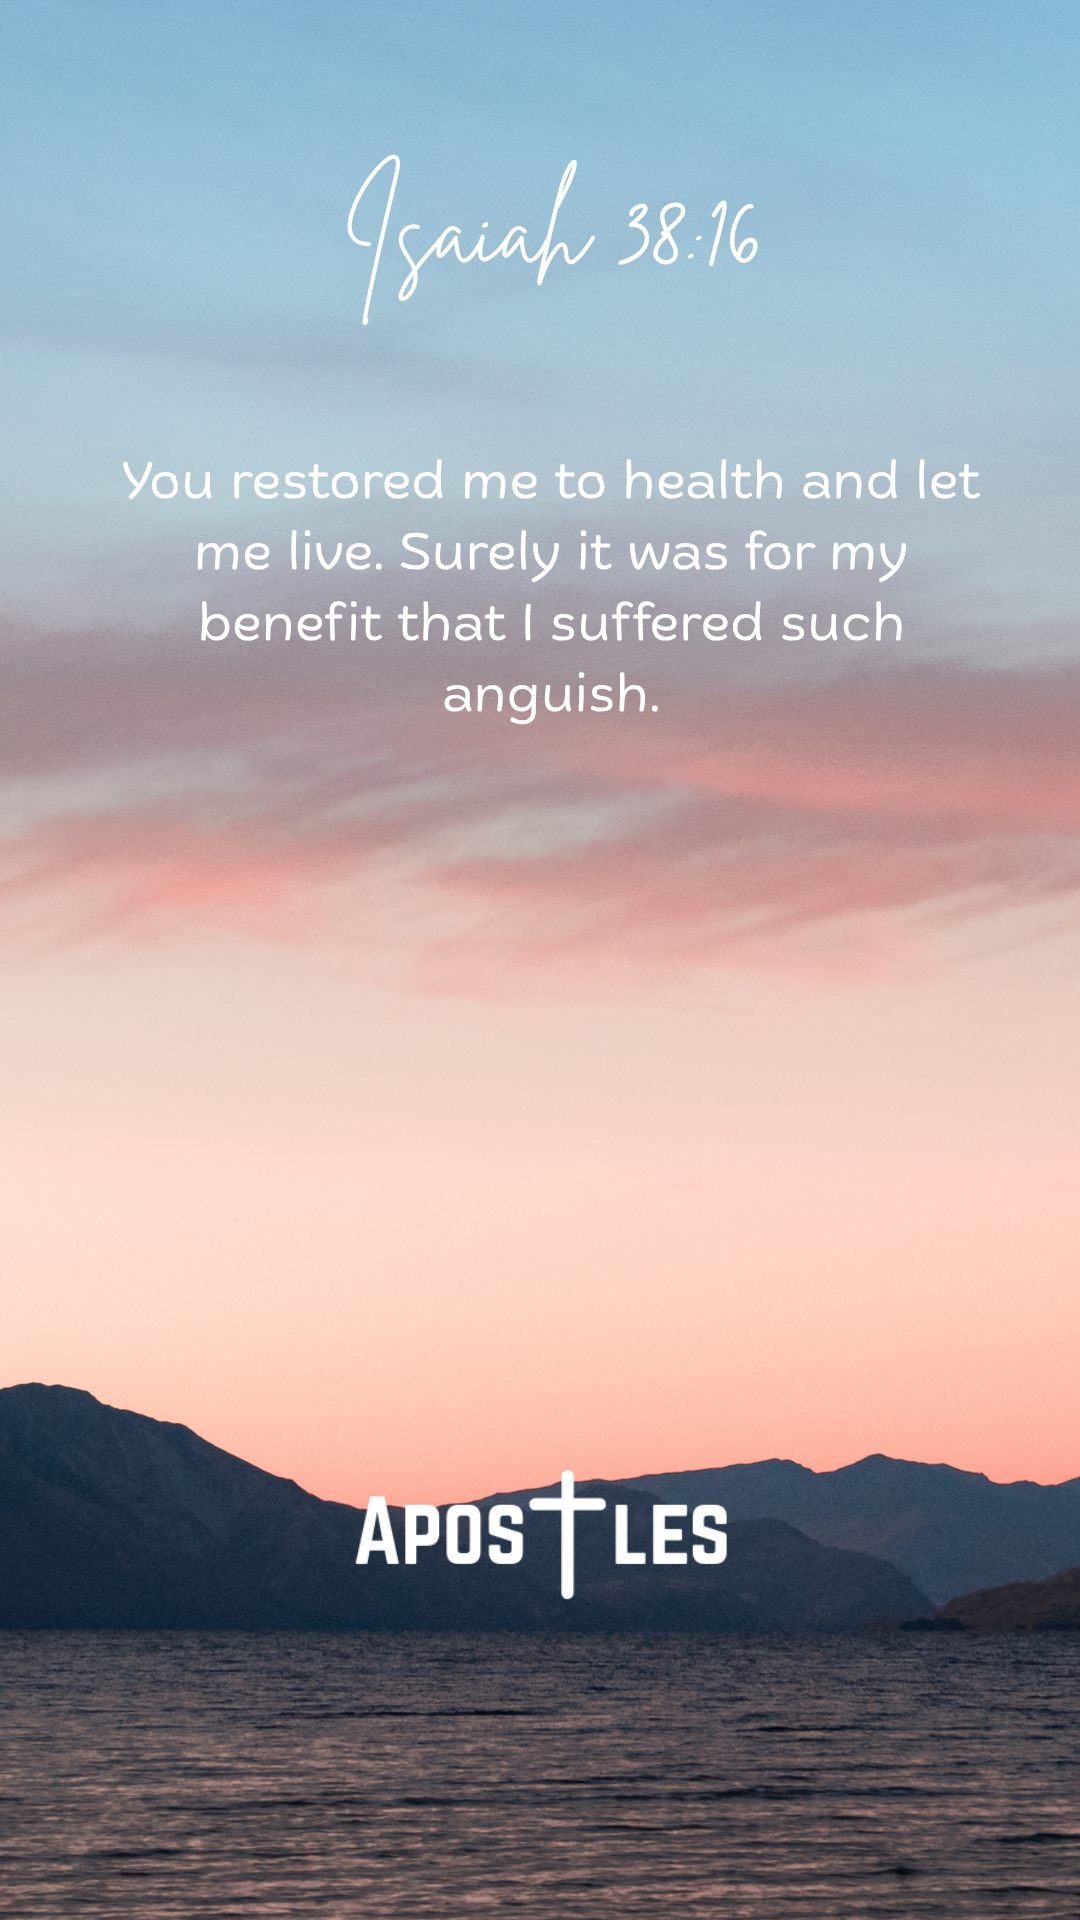 Isaiah 38:16
You restored me to health and let
me live. Surely it was for my
benefit that I suffered such
anguish.
APOSTLES